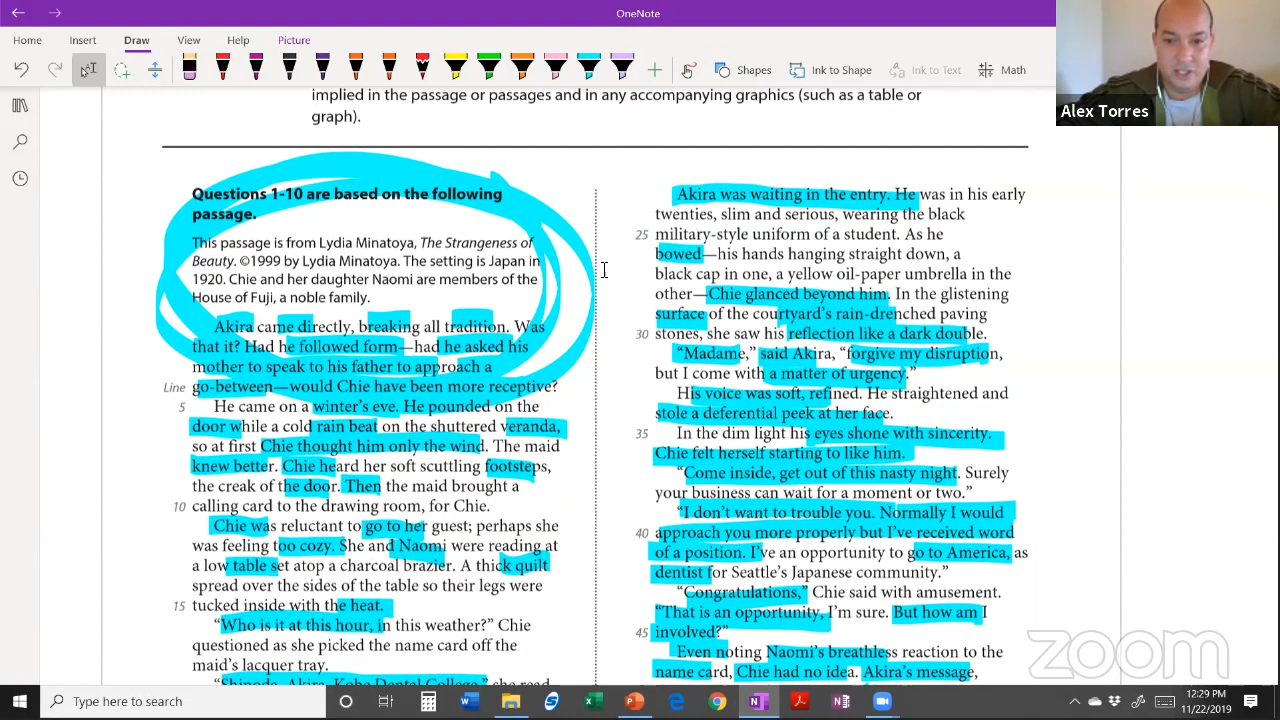 OneNote
Home Insert Draw View Help Picture
Shapes Ink to Shape Ink to Text Math
Alex Torres
implied in the passage or passages and in any accompanying graphics (such as a table or
graph).
Questions 1-10 are based on the following
passage.
This passage is from Lydia Minatoya, The Strangeness of
Beauty. ©1999 by Lydia Minatoya. The setting is Japan in
1920. Chie and her daughter Naomi are members of the
House of Fuji, a noble family.
Akira came directly, breaking all tradition. Was
that it? Had he followed form—had he asked his
mother to speak to his father to approach a
Line go-between—would Chie have been more receptive?
5 He came on a winter's eve. He pounded on the
door while a cold rain beat on the shuttered veranda,
so at first Chie thought him only the wind. The maid
knew better. Chie heard her soft scuttling footsteps,
the creak of the door. Then the maid brought a
10 calling card to the drawing room, for Chie.
Chie was reluctant to go to her guest; perhaps she
was feeling too cozy. She and Naomi were reading at
a low table set atop a charcoal brazier. A thick quilt
spread over the sides of the table so their legs were
15 tucked inside with the heat.
“Who is it at this hour, in this weather?” Chie
questioned as she picked the name card off the
maid's lacquer tray.
“Shinoda, Akira. Kobe Dental College,” she read.
Akira was waiting in the entry. He was in his early
twenties, slim and serious, wearing the black
25 military-style uniform of a student. As he
bowed—his hands hanging straight down, a
black cap in one, a yellow oil-paper umbrella in the
other—Chie glanced beyond him. In the glistening
surface of the courtyard's rain-drenched paving
30 stones, she saw his reflection like a dark double.
“Madame,” said Akira, “forgive my disruption,
but I come with a matter of urgency.”
His voice was soft, refined. He straightened and
stole a deferential peek at her face.
35 In the dim light his eyes shone with sincerity.
Chie felt herself starting to like him.
“Come inside, get out of this nasty night. Surely
your business can wait for a moment or two.”
“I don't want to trouble you. Normally I would
40 approach you more properly but I've received word
of a position. I've an opportunity to go to America, as
dentist for Seattle's Japanese community.”
“Congratulations,” Chie said with amusement.
“That is an opportunity, I'm sure. But how am I
45 involved?”
Even noting Naomi's breathless reaction to the
name card, Chie had no idea. Akira's message,
zoom
Type here to search
12:29 PM
11/22/2019